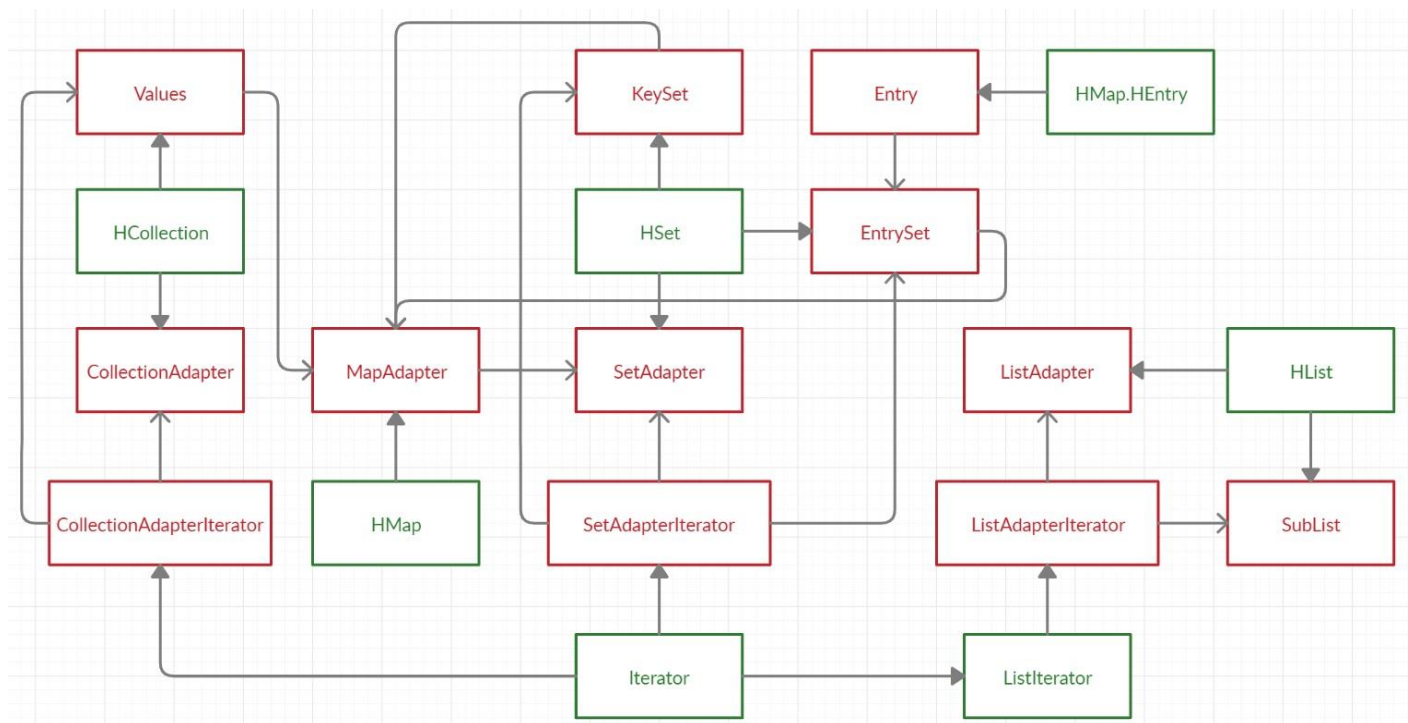 Values
KeySet
Entry
HMap.HEntry
HCollection
HSet
EntrySet
CollectionAdapter
MapAdapter
SetAdapter
ListAdapter
HList
CollectionAdapterIterator
HMap
SetAdapterIterator
ListAdapterIterator
SubList
Iterator
ListIterator